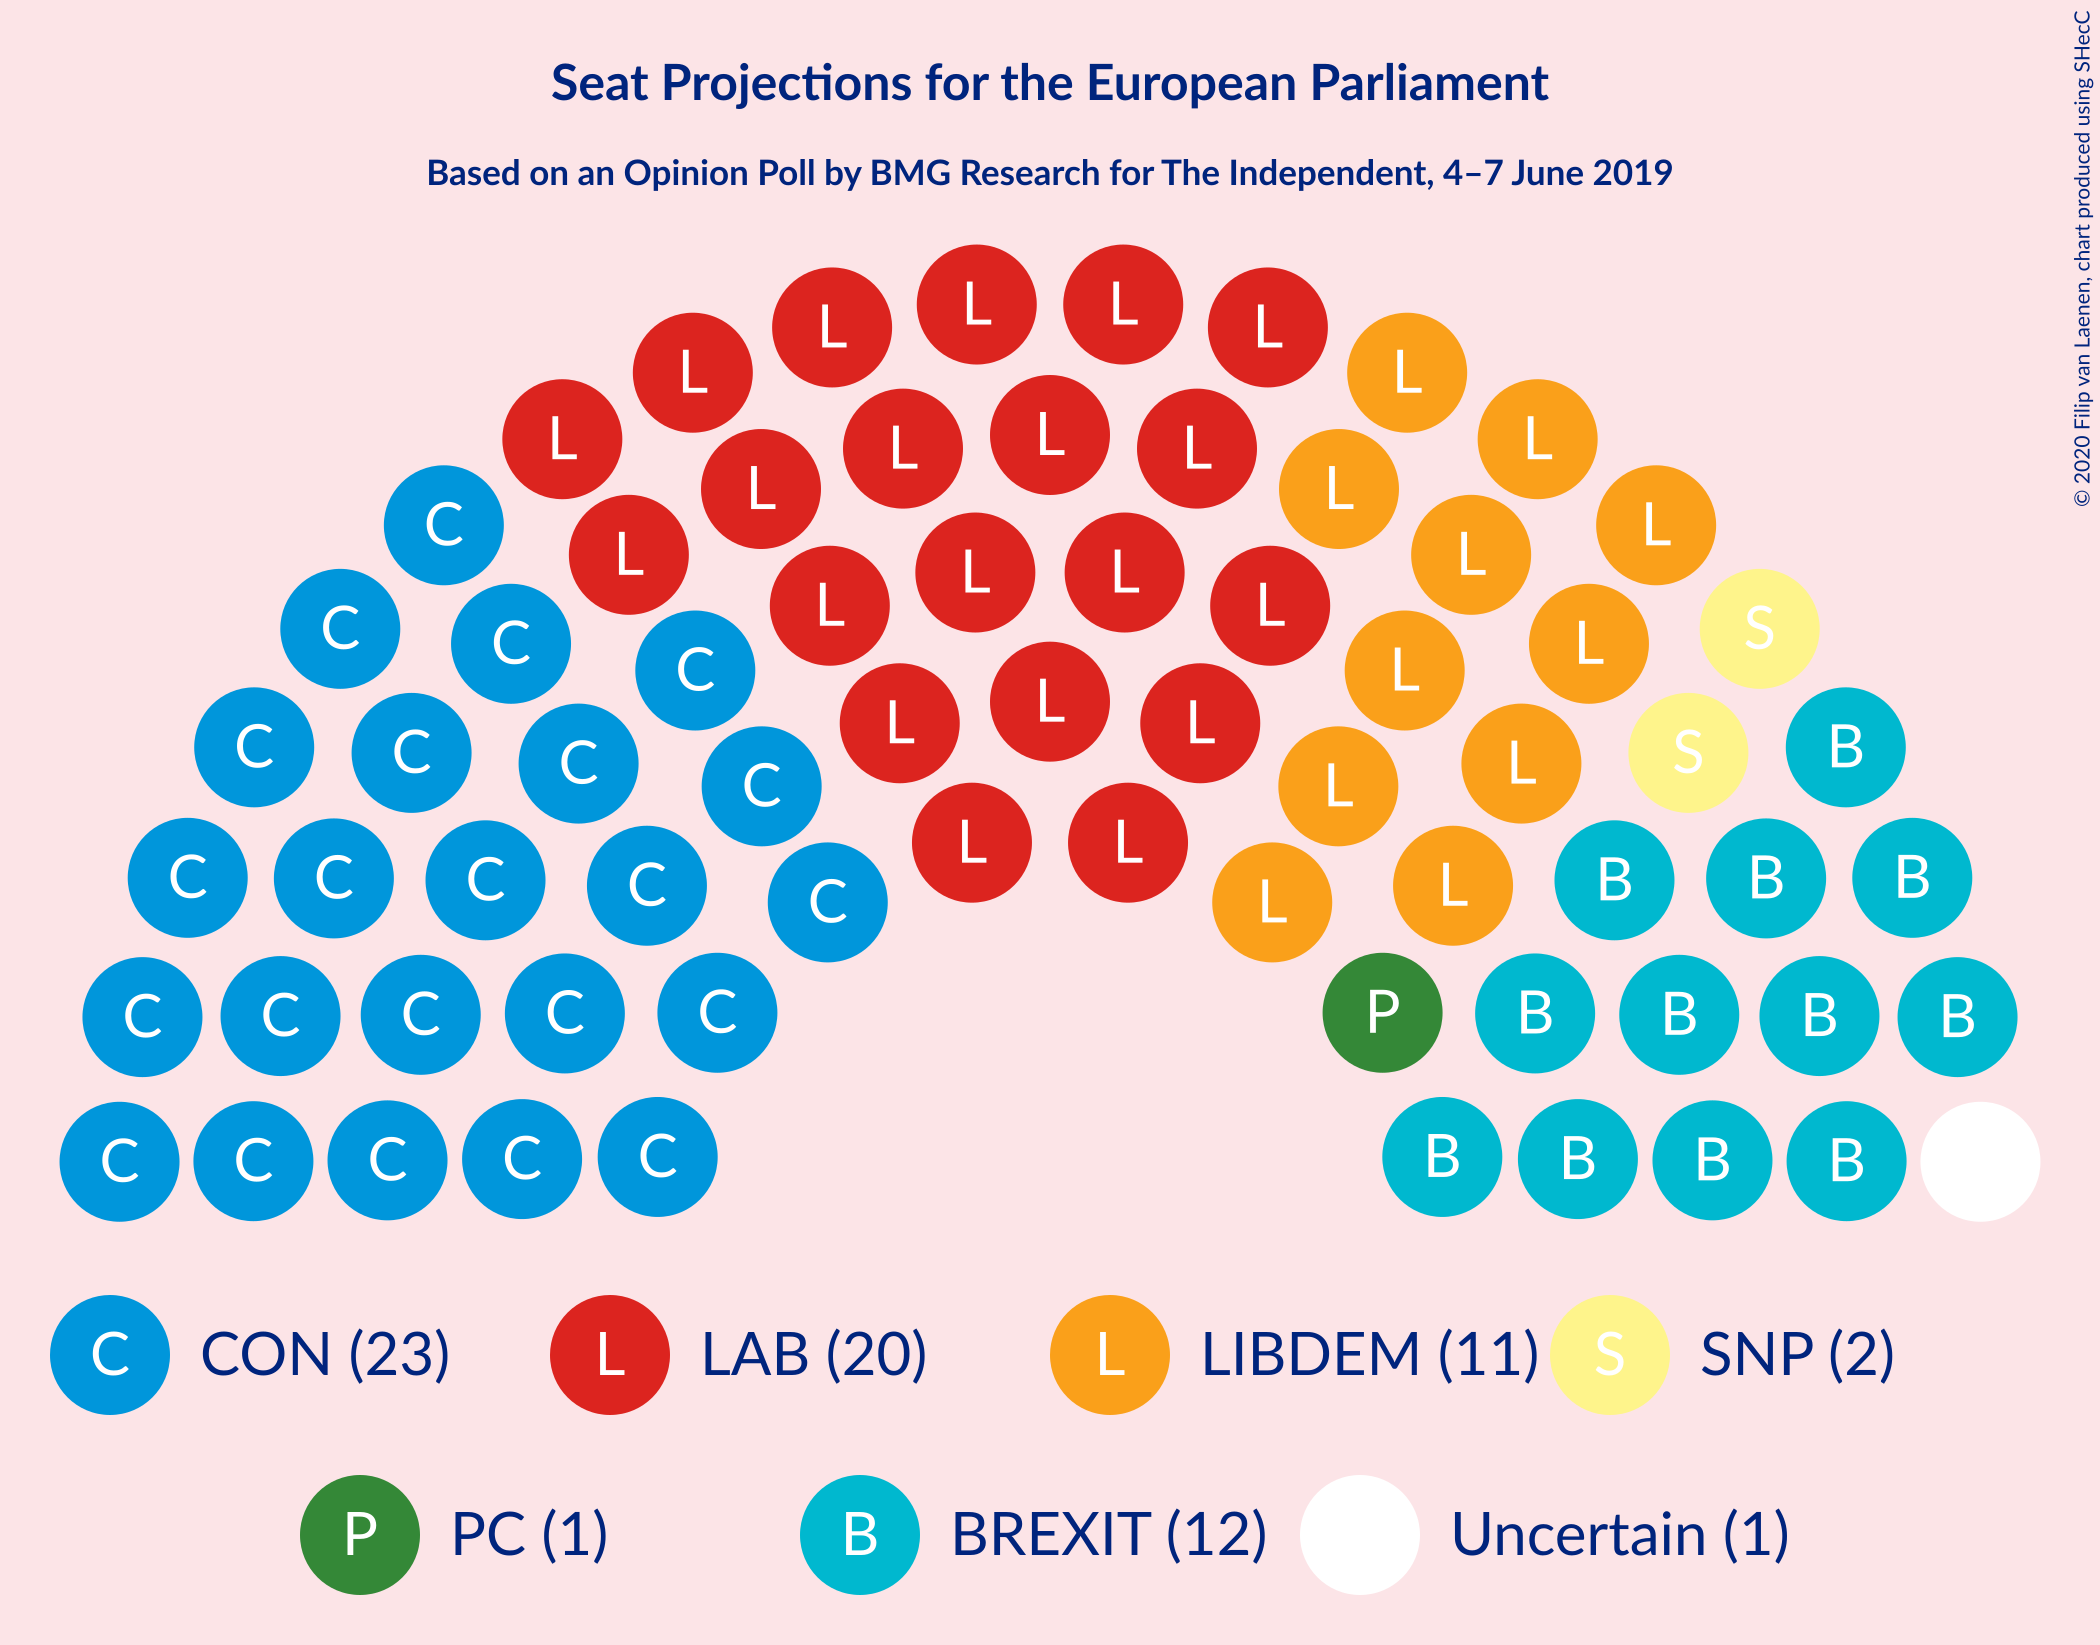 Seat Projections for the European Parliament
Based on an Opinion Poll by BMG Research for The Independent, 4–7 June 2019
© 2020 Filip van Laenen, chart produced using SHecC
L L L L
L L L L
L L L L L L
C L L C
L L L L
C C L L L S
C C L L L L
C C C L L S B
C L
L L
C C C C C L L B B B
C C C C C P B B B B
C C C C C B B B B
C CON (23) L LAB (20) L LIBDEM (11) S SNP (2)
P PC (1) B BREXIT (12) Uncertain (1)